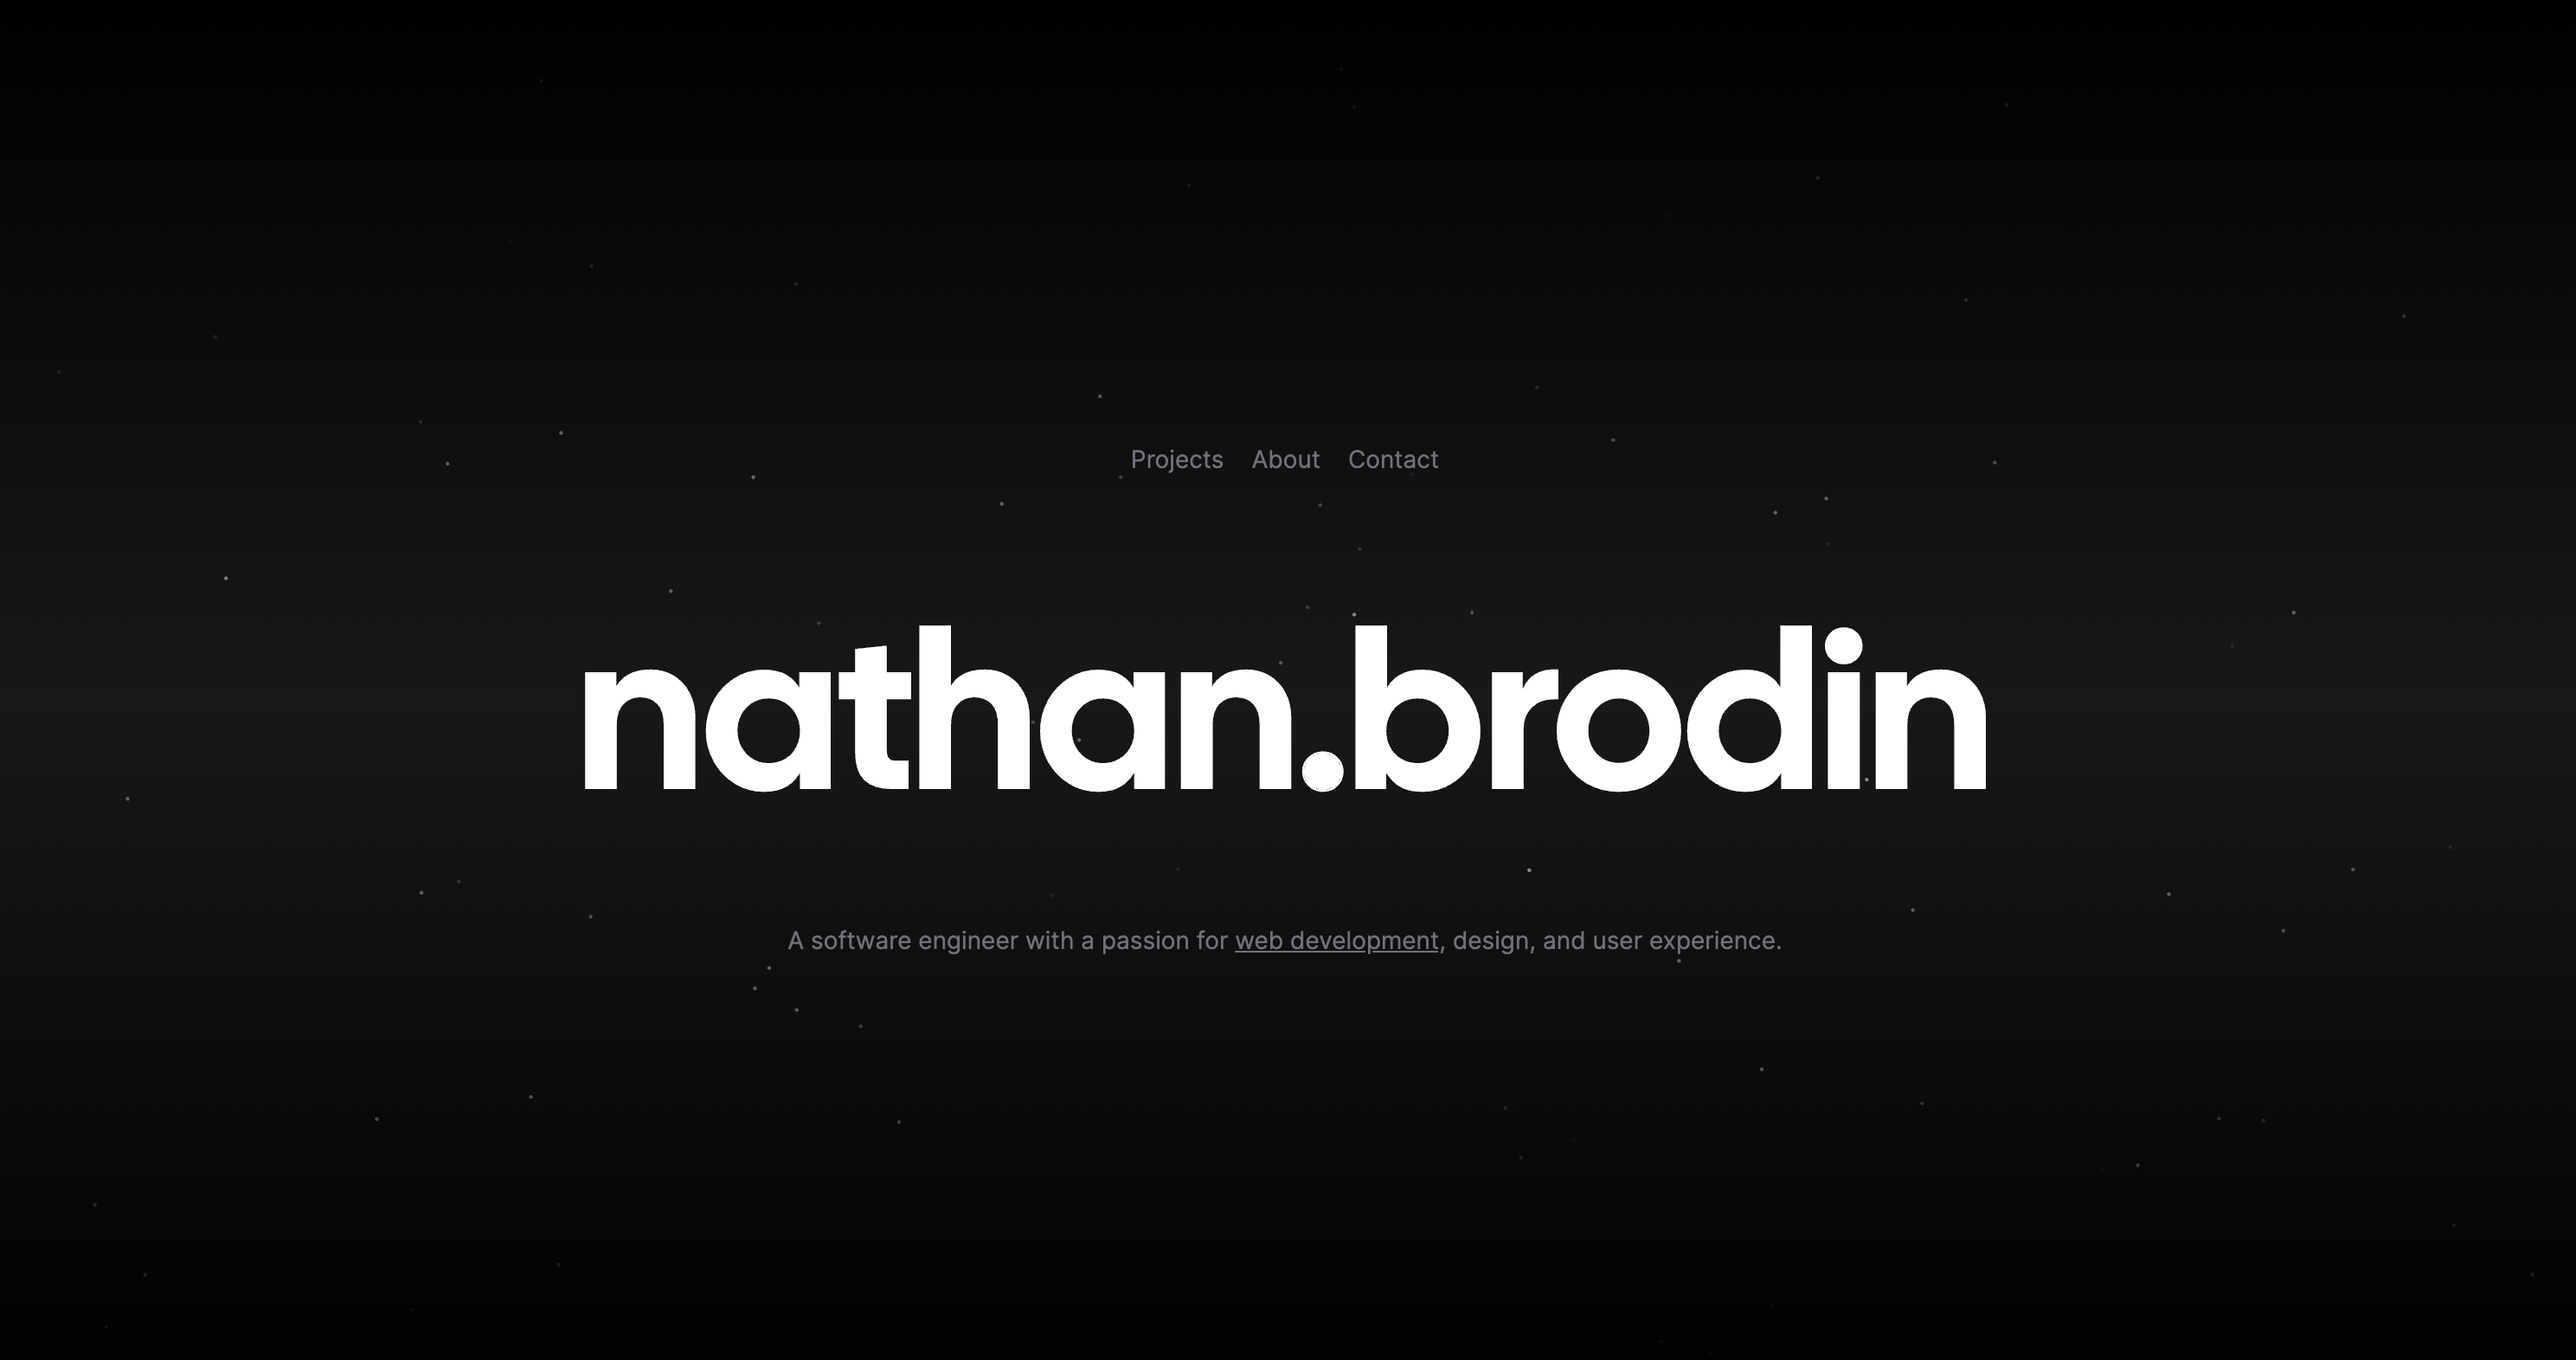 Projects About Contact
nathan.brodin
A software engineer with a passion for web development, design, and user experience.